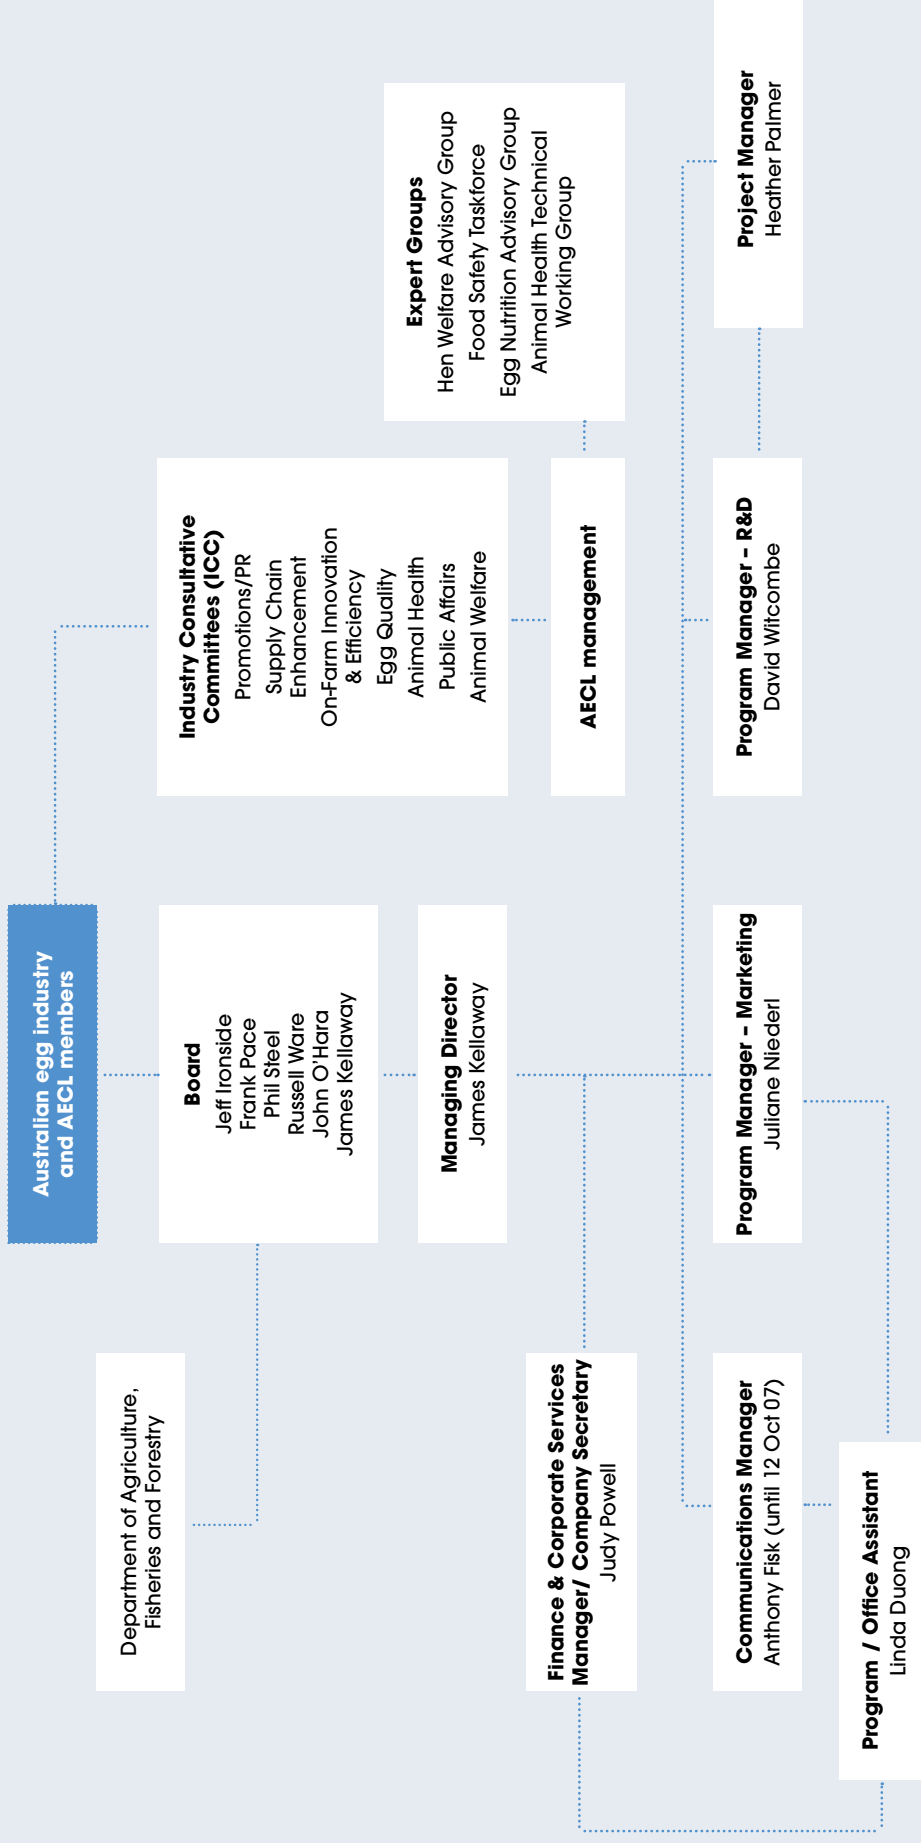 Australian egg industry
and AECL members
Department of Agriculture,
Fisheries and Forestry
Board
Jeff Ironside
Frank Pace
Phil Steel
Russell Ware
John O'Hara
James Kellaway
Industry Consultative
Committees (ICC)
Promotions/PR
Supply Chain
Enhancement
On-Farm Innovation
& Efficiency
Egg Quality
Animal Health
Public Affairs
Animal Welfare
Expert Groups
Hen Welfare Advisory Group
Food Safety Taskforce
Egg Nutrition Advisory Group
Animal Health Technical
Working Group
Managing Director
James Kellaway
AECL management
Finance & Corporate Services
Manager/ Company Secretary
Judy Powell
Communications Manager
Anthony Fisk (until 12 Oct 07)
Program Manager – Marketing
Juliane Niederl
Program Manager – R&D
David Witcombe
Project Manager
Heather Palmer
Program / Office Assistant
Linda Duong